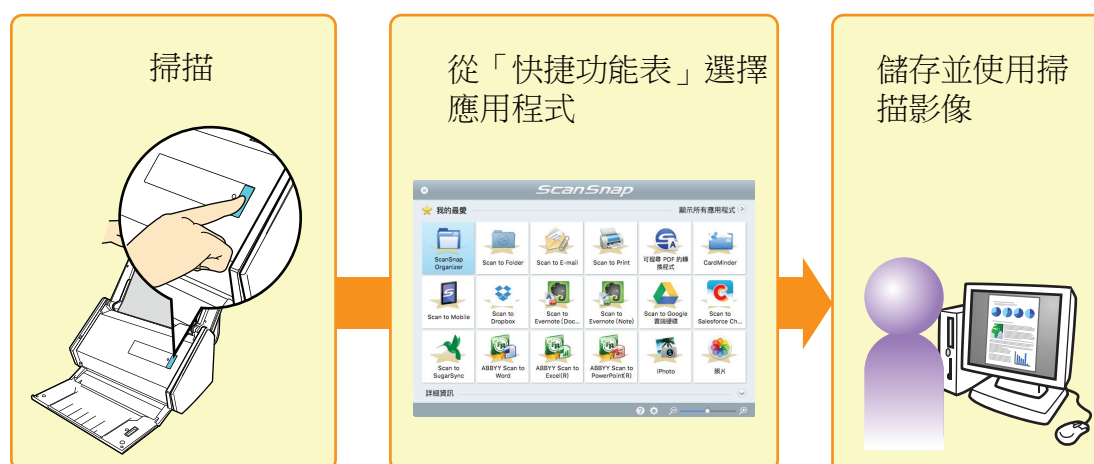 掃描
從「快捷功能表」選擇
應用程式
ScanSnap
我的最愛
顯示所有應用程式
ScanSnap
Organizer
Scan to Folder
Scan to E-mail
Scan to Print
可搜尋 PDF 的轉
換程式
CardMinder
Scan to Mobile
Scan to
Dropbox
Scan to
Evernote (Doc...
Scan to
Evernote (Note)
Scan to Google
雲端硬碟
Scan to
Salesforce Ch...
Scan to
SugarSync
ABBYY Scan to
Word
ABBYY Scan to
Excel(R)
ABBYY Scan to
PowerPoint(R)
iPhoto
照片
詳細資訊
儲存並使用掃
描影像